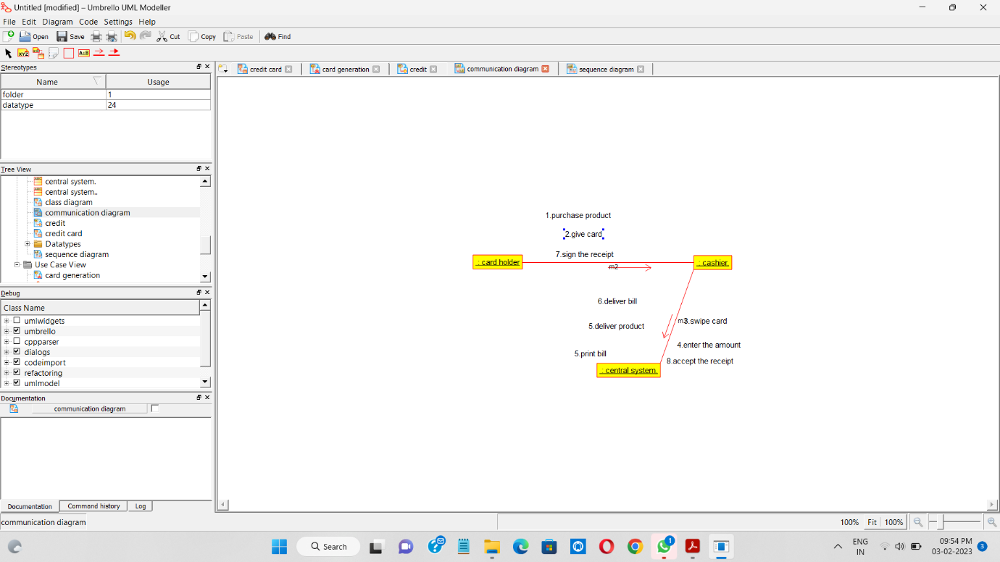 Untitled [modified] – Umbrello UML Modeller
File Edit Diagram Code Settings Help
Open Save Cut Copy Paste Find
Stereotypes
Name Usage
folder 1
datatype 24
Tree View
central system.
central system..
class diagram
communication diagram
credit
credit card
Datatypes
sequence diagram
Use Case View
card generation
Debug
Class Name
umlwidgets
umbrello
cppparser
dialogs
codeimport
refactoring
umlmodel
Documentation
communication diagram
Documentation Command history Log
communication diagram
credit card card generation credit communication diagram sequence diagram
1.purchase product
2.give card
7.sign the receipt
: card holder
: cashier.
m2
6.deliver bill
m3
3.swipe card
5.deliver product
4.enter the amount
5.print bill
8.accept the receipt
: central system.
100% Fit 100%
Search
1
ENG
IN
09:54 PM
03-02-2023
3